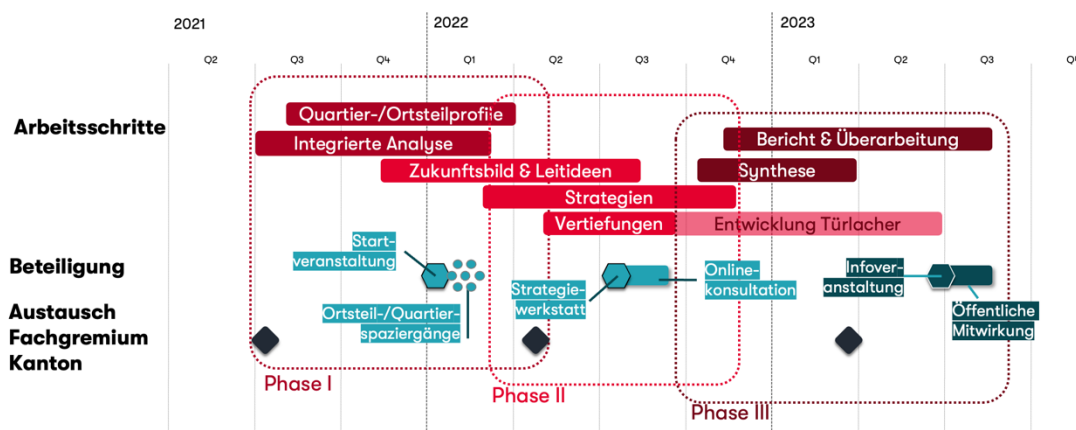 2021
2022
2023
Q2
Q3
Q4
Q1
Q2
Q3
Q4
Q1
Q2
Q3
Arbeitsschritte
Quartier-/Ortsteilprofile
Integrierte Analyse
Zukunftsbild & Leitideen
Strategien
Vertiefungen
Bericht & Überarbeitung
Synthese
Entwicklung Türlacher
Beteiligung
Start-
veranstaltung
Ortsteil-/Quartier-
spaziergänge
Strategie-
werkstatt
Online-
konsultation
Infover-
anstaltung
Öffentliche
Mitwirkung
Austausch
Fachgremium
Kanton
Phase I
Phase II
Phase III